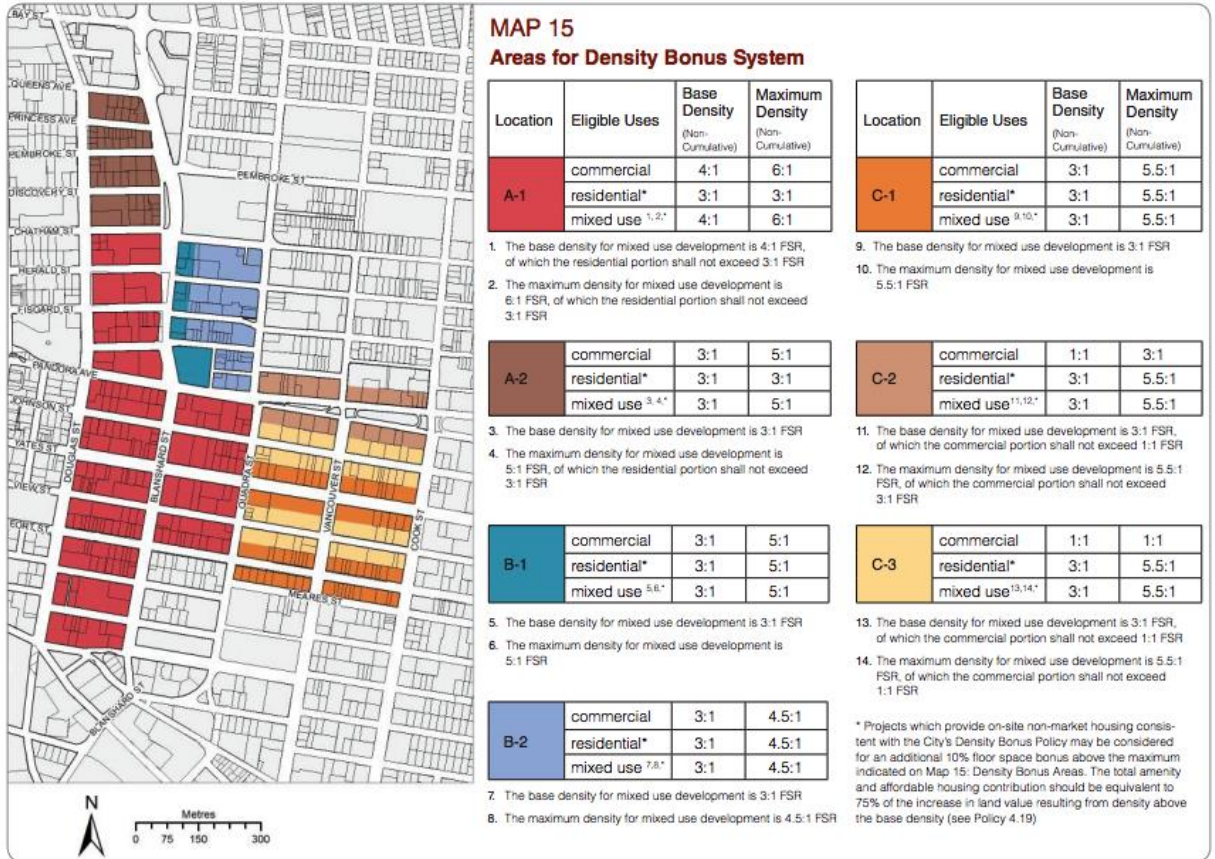 MAP 15
Areas for Density Bonus System
BAY ST
QUEENS AVE
PRINCESS AVE
PEMBROKE ST
DISCOVERY ST
CHATHAM ST
HERALD ST
FISGARD ST
PANDORA AVE
JOHNSON ST
YATES ST
VIEW ST
FORT ST
DOUGLAS ST
BLANSHARD ST
QUADRA ST
VANCOUVER ST
COOK ST
PEMBROKE ST
MEARES ST
BLANSHARD ST
N
Metres
0 75 150 300
Location Eligible Uses Base Density (Non-Cumulative) Maximum Density (Non-Cumulative)
A-1
commercial 4:1 6:1
residential* 3:1 3:1
mixed use 1, 2,* 4:1 6:1
1. The base density for mixed use development is 4:1 FSR,
of which the residential portion shall not exceed 3:1 FSR
2. The maximum density for mixed use development is
6:1 FSR, of which the residential portion shall not exceed
3:1 FSR
A-2
commercial 3:1 5:1
residential* 3:1 3:1
mixed use 3, 4,* 3:1 5:1
3. The base density for mixed use development is 3:1 FSR
4. The maximum density for mixed use development is
5:1 FSR, of which the residential portion shall not exceed
3:1 FSR
B-1
commercial 3:1 5:1
residential* 3:1 5:1
mixed use 5,6,* 3:1 5:1
5. The base density for mixed use development is 3:1 FSR
6. The maximum density for mixed use development is
5:1 FSR
B-2
commercial 3:1 4.5:1
residential* 3:1 4.5:1
mixed use 7,8,* 3:1 4.5:1
7. The base density for mixed use development is 3:1 FSR
8. The maximum density for mixed use development is 4.5:1 FSR
Location Eligible Uses Base Density (Non-Cumulative) Maximum Density (Non-Cumulative)
C-1
commercial 3:1 5.5:1
residential* 3:1 5.5:1
mixed use 9,10,* 3:1 5.5:1
9. The base density for mixed use development is 3:1 FSR
10. The maximum density for mixed use development is
5.5:1 FSR
C-2
commercial 1:1 3:1
residential* 3:1 5.5:1
mixed use 11,12,* 3:1 5.5:1
11. The base density for mixed use development is 3:1 FSR,
of which the commercial portion shall not exceed 1:1 FSR
12. The maximum density for mixed use development is 5.5:1
FSR, of which the commercial portion shall not exceed
3:1 FSR
C-3
commercial 1:1 1:1
residential* 3:1 5.5:1
mixed use 13,14,* 3:1 5.5:1
13. The base density for mixed use development is 3:1 FSR,
of which the commercial portion shall not exceed 1:1 FSR
14. The maximum density for mixed use development is 5.5:1
FSR, of which the commercial portion shall not exceed
1:1 FSR
* Projects which provide on-site non-market housing consis-
tent with the City's Density Bonus Policy may be considered
for an additional 10% floor space bonus above the maximum
indicated on Map 15: Density Bonus Areas. The total amenity
and affordable housing contribution should be equivalent to
75% of the increase in land value resulting from density above
the base density (see Policy 4.19)